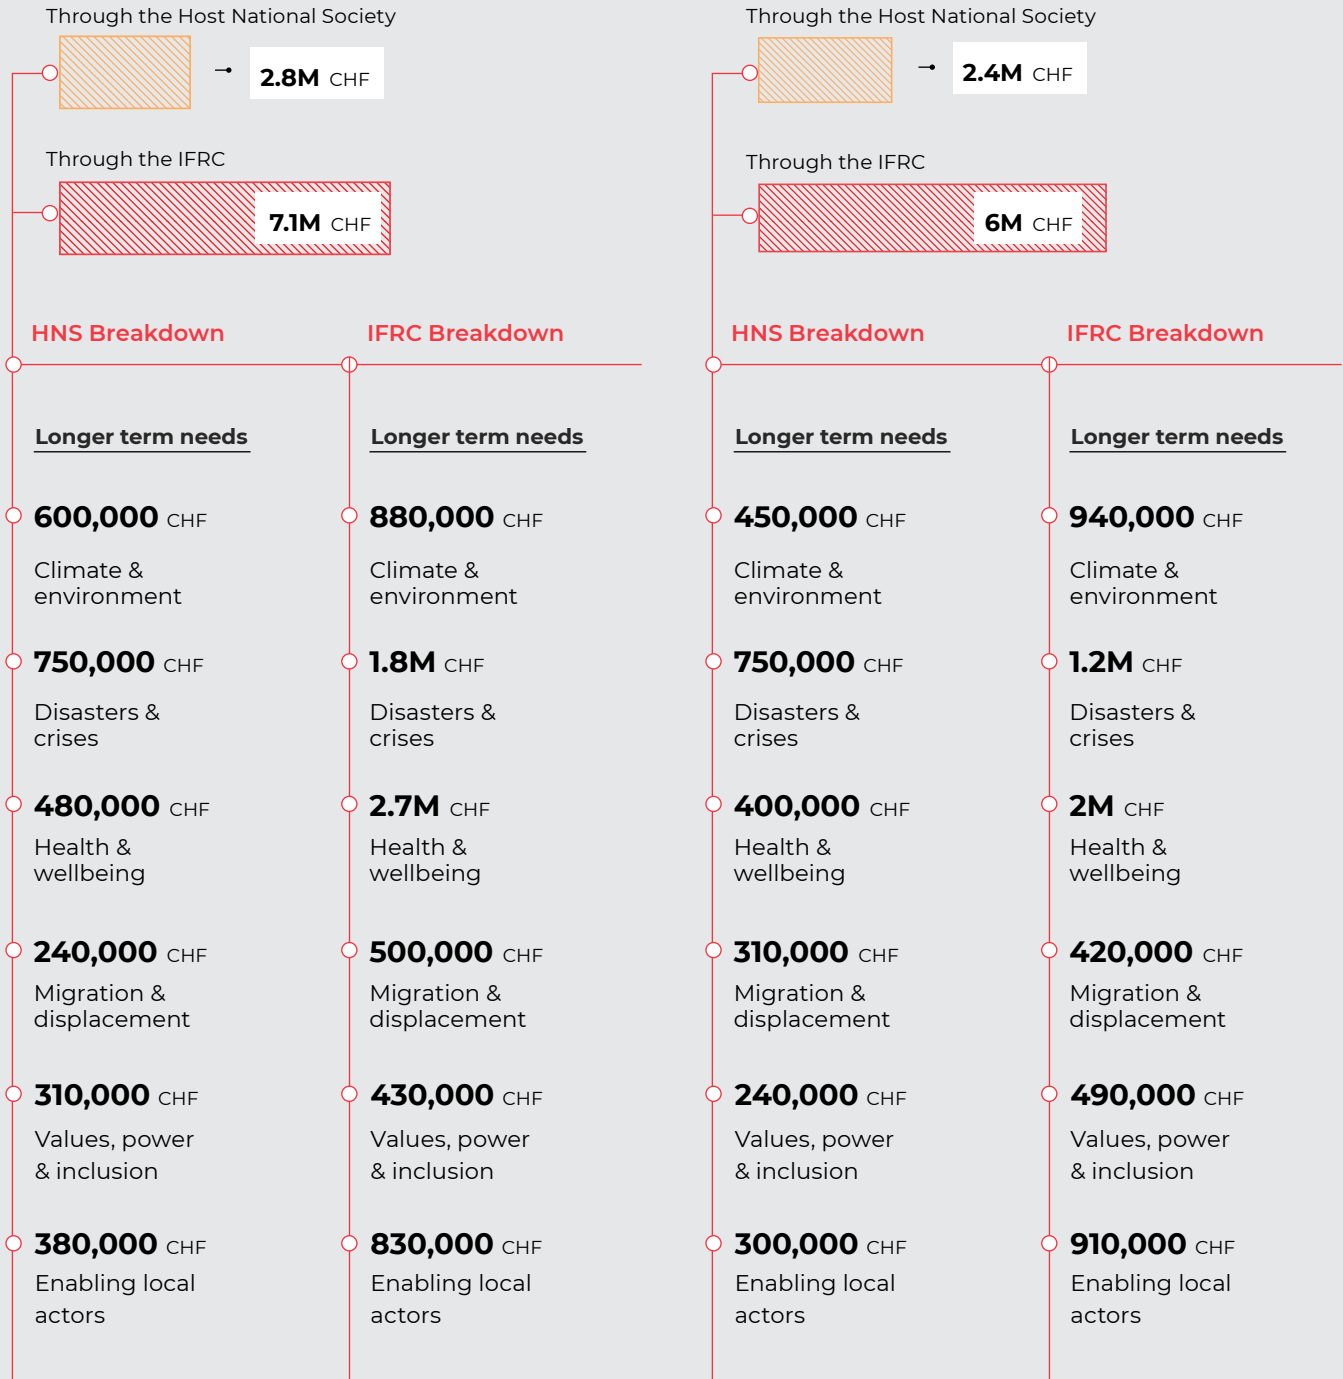 Through the Host National Society
2.8M CHF
Through the IFRC
7.1M CHF
HNS Breakdown
IFRC Breakdown
Longer term needs
Longer term needs
600,000 CHF
Climate &
environment
750,000 CHF
Disasters &
crises
480,000 CHF
Health &
wellbeing
240,000 CHF
Migration &
displacement
310,000 CHF
Values, power
& inclusion
380,000 CHF
Enabling local
actors
880,000 CHF
Climate &
environment
1.8M CHF
Disasters &
crises
2.7M CHF
Health &
wellbeing
500,000 CHF
Migration &
displacement
430,000 CHF
Values, power
& inclusion
830,000 CHF
Enabling local
actors
Through the Host National Society
2.4M CHF
Through the IFRC
6M CHF
HNS Breakdown
IFRC Breakdown
Longer term needs
Longer term needs
450,000 CHF
Climate &
environment
750,000 CHF
Disasters &
crises
400,000 CHF
Health &
wellbeing
310,000 CHF
Migration &
displacement
240,000 CHF
Values, power
& inclusion
300,000 CHF
Enabling local
actors
940,000 CHF
Climate &
environment
1.2M CHF
Disasters &
crises
2M CHF
Health &
wellbeing
420,000 CHF
Migration &
displacement
490,000 CHF
Values, power
& inclusion
910,000 CHF
Enabling local
actors